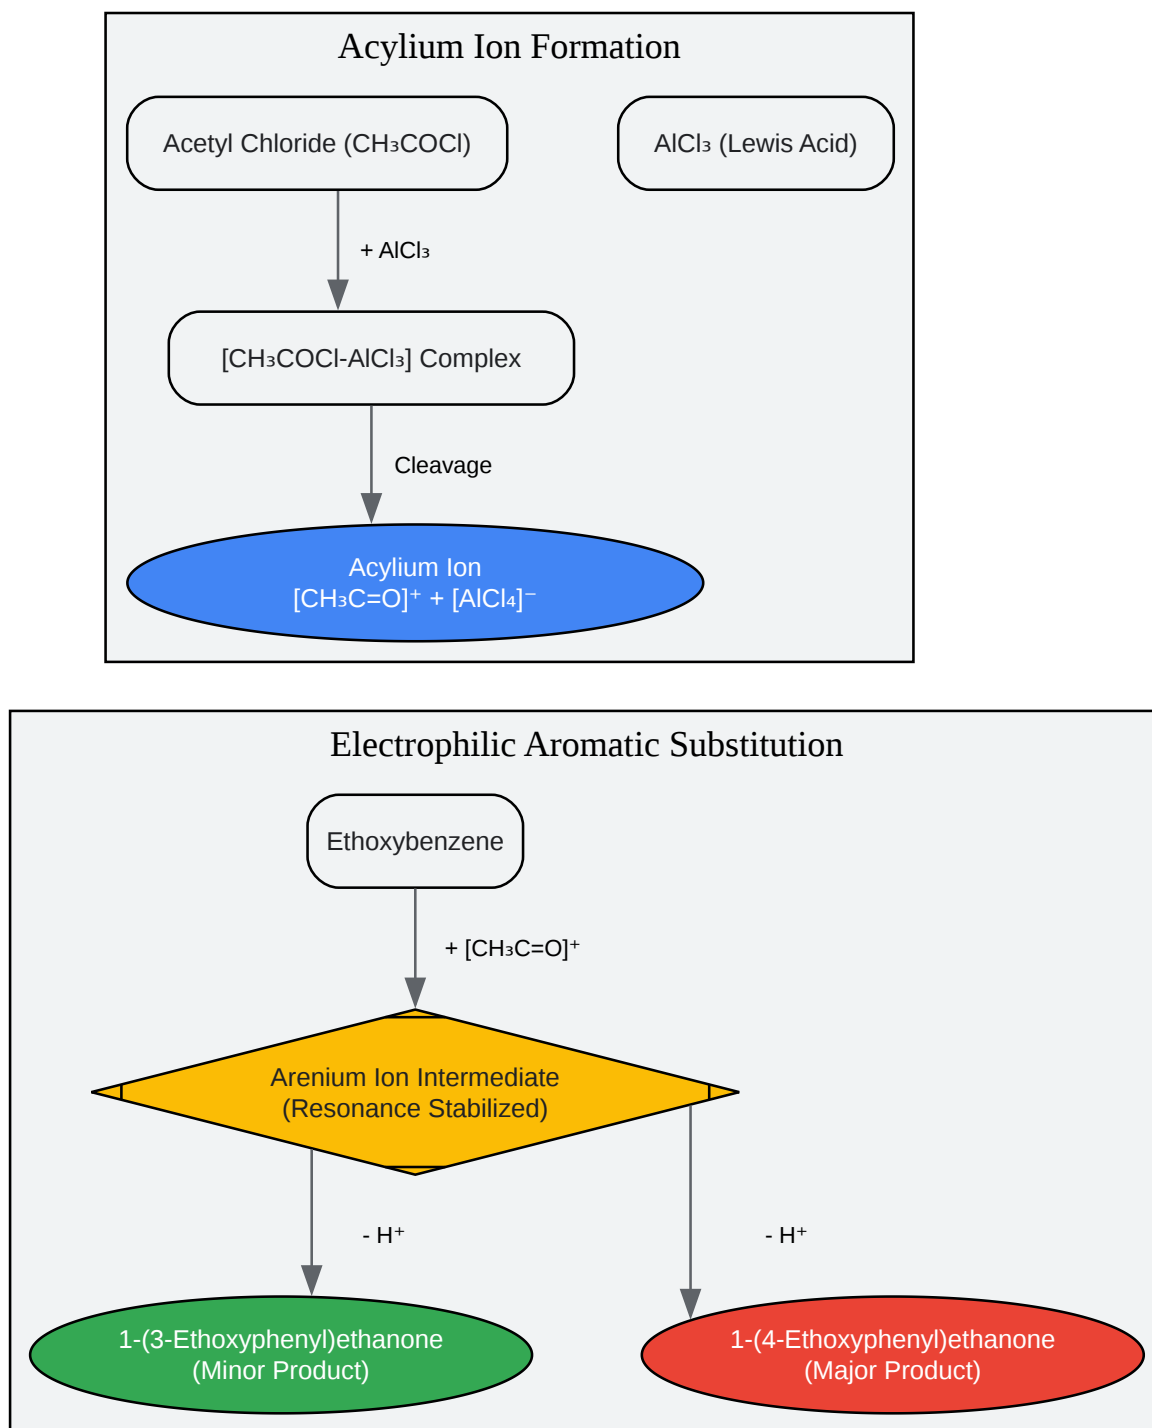 Acylium Ion Formation
Acetyl Chloride (CH₃COCl)
AlCl₃ (Lewis Acid)
+ AlCl₃
[CH₃COCl-AlCl₃] Complex
Cleavage
Acylium Ion
[CH₃C=O]⁺ + [AlCl₄]⁻
Electrophilic Aromatic Substitution
Ethoxybenzene
+ [CH₃C=O]⁺
Arenium Ion Intermediate
(Resonance Stabilized)
- H⁺
- H⁺
1-(3-Ethoxyphenyl)ethanone
(Minor Product)
1-(4-Ethoxyphenyl)ethanone
(Major Product)